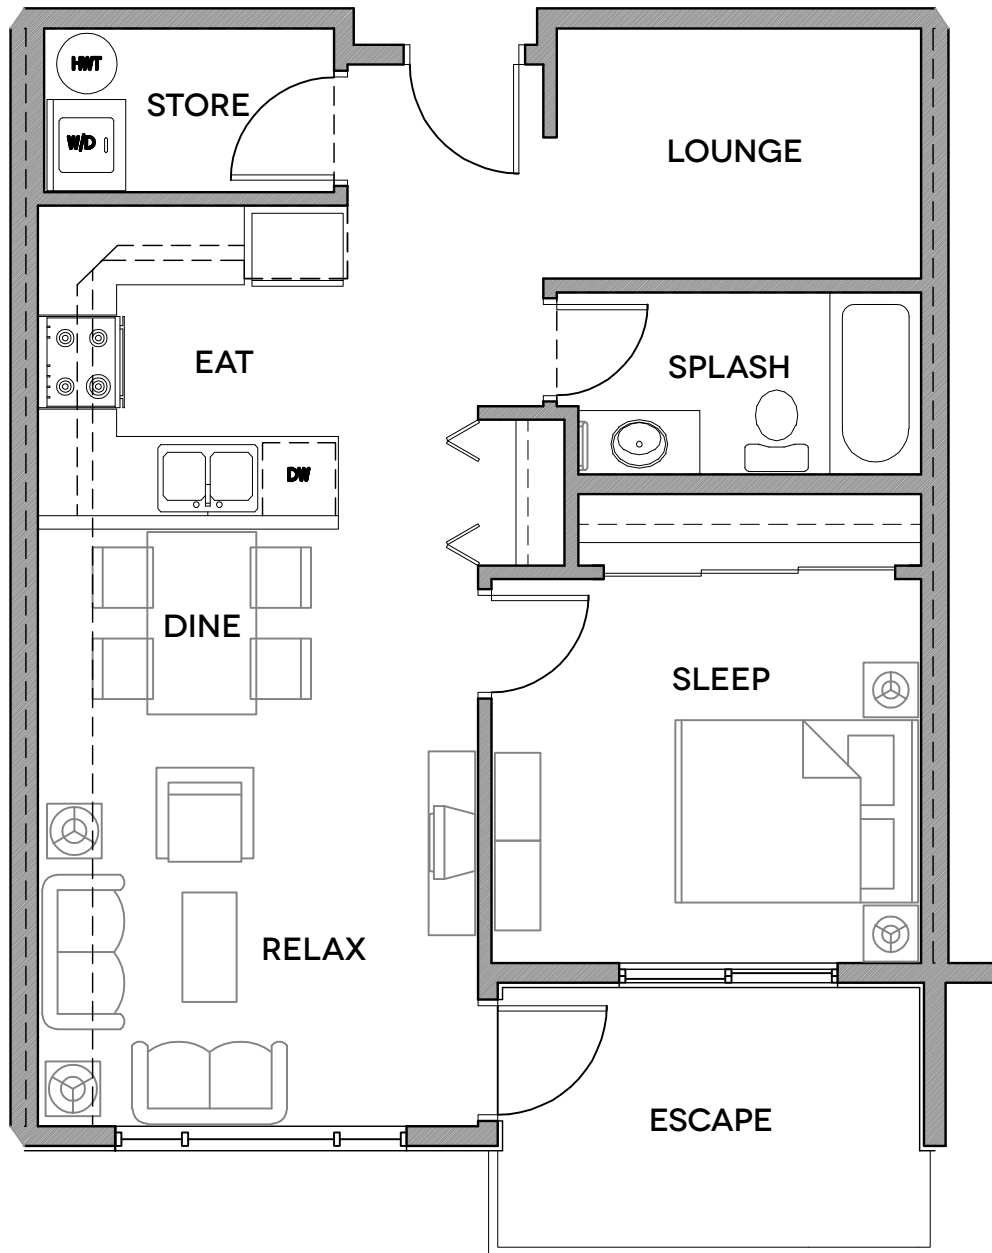 HWT
STORE
W/D
LOUNGE
EAT
SPLASH
DW
DINE
SLEEP
RELAX
ESCAPE